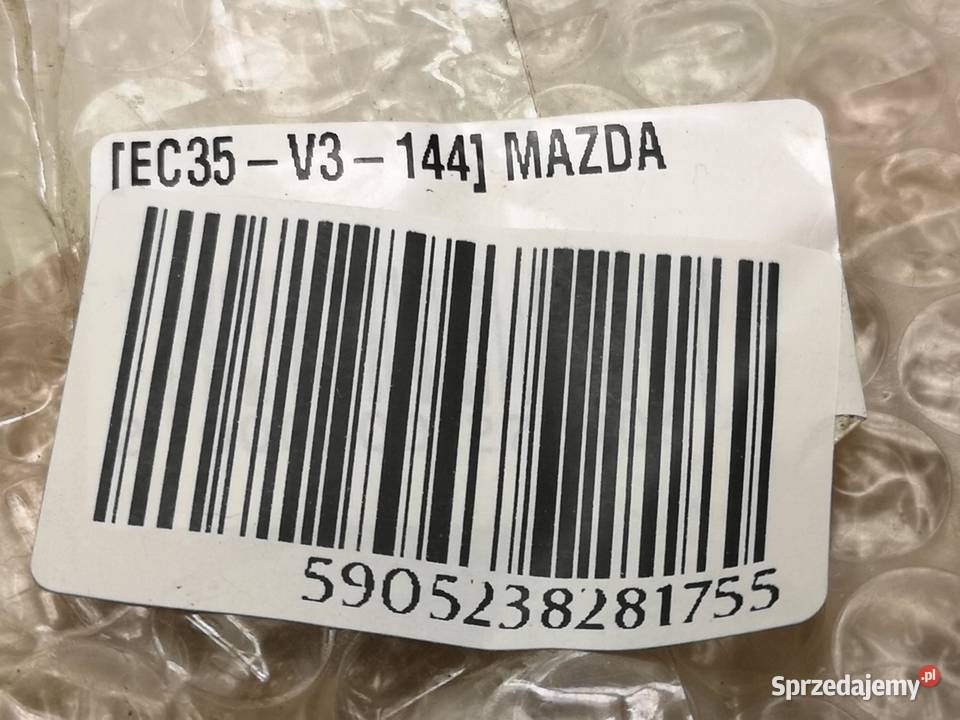 [EC35-V3-144] MAZDA
5905238281755
Sprzedajemy.pl